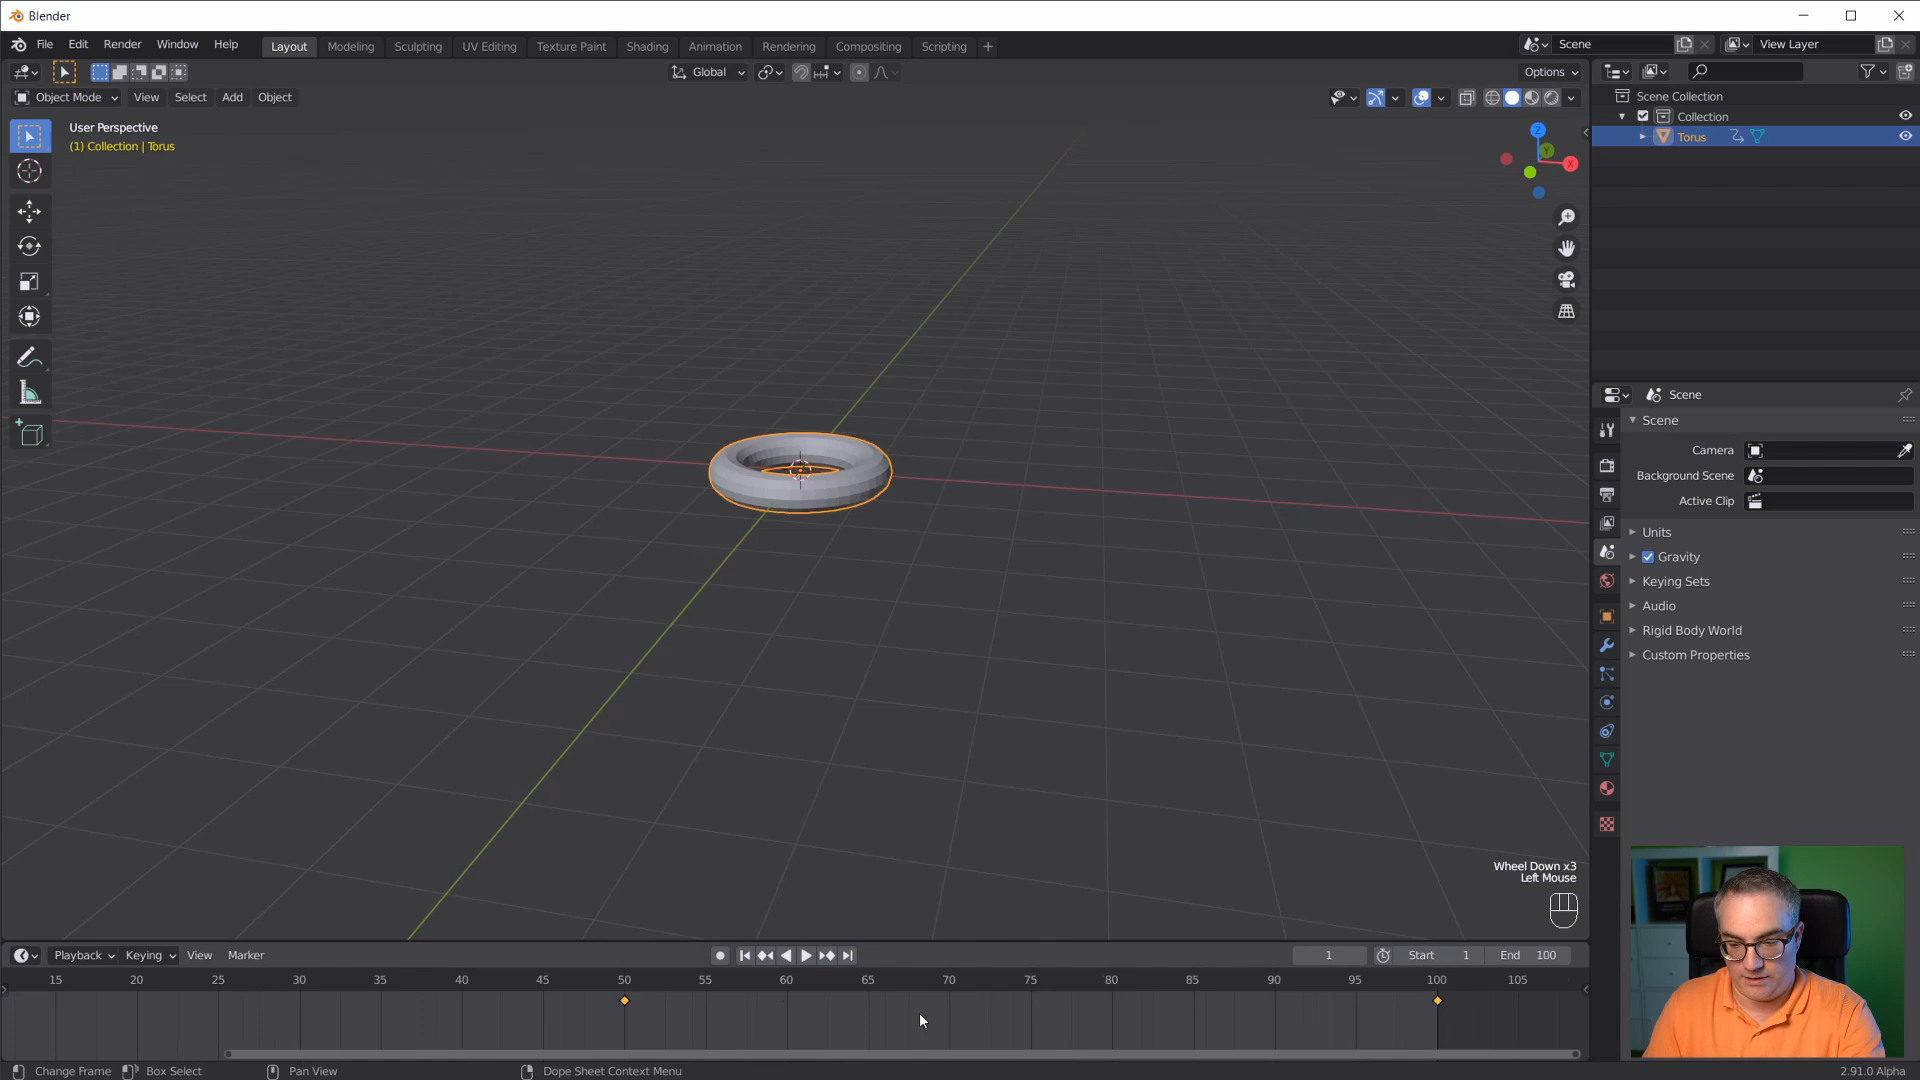 Blender
File Edit Render Window Help Layout Modeling Sculpting UV Editing Texture Paint Shading Animation Rendering Compositing Scripting + Scene View Layer
Global Options
Object Mode View Select Add Object
User Perspective
(1) Collection | Torus
Z
Y
X
Scene Collection
Collection
Torus
Scene
Scene
Camera
Background Scene
Active Clip
Units
Gravity
Keying Sets
Audio
Rigid Body World
Custom Properties
Wheel Down x3
Left Mouse
Playback Keying View Marker 1 Start 1 End 100
15 20 25 30 35 40 45 50 55 60 65 70 75 80 85 90 95 100 105
Change Frame Box Select Pan View Dope Sheet Context Menu 2.91.0 Alpha